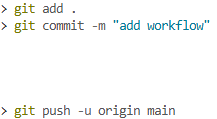 > git add .
> git commit -m "add workflow"
> git push -u origin main